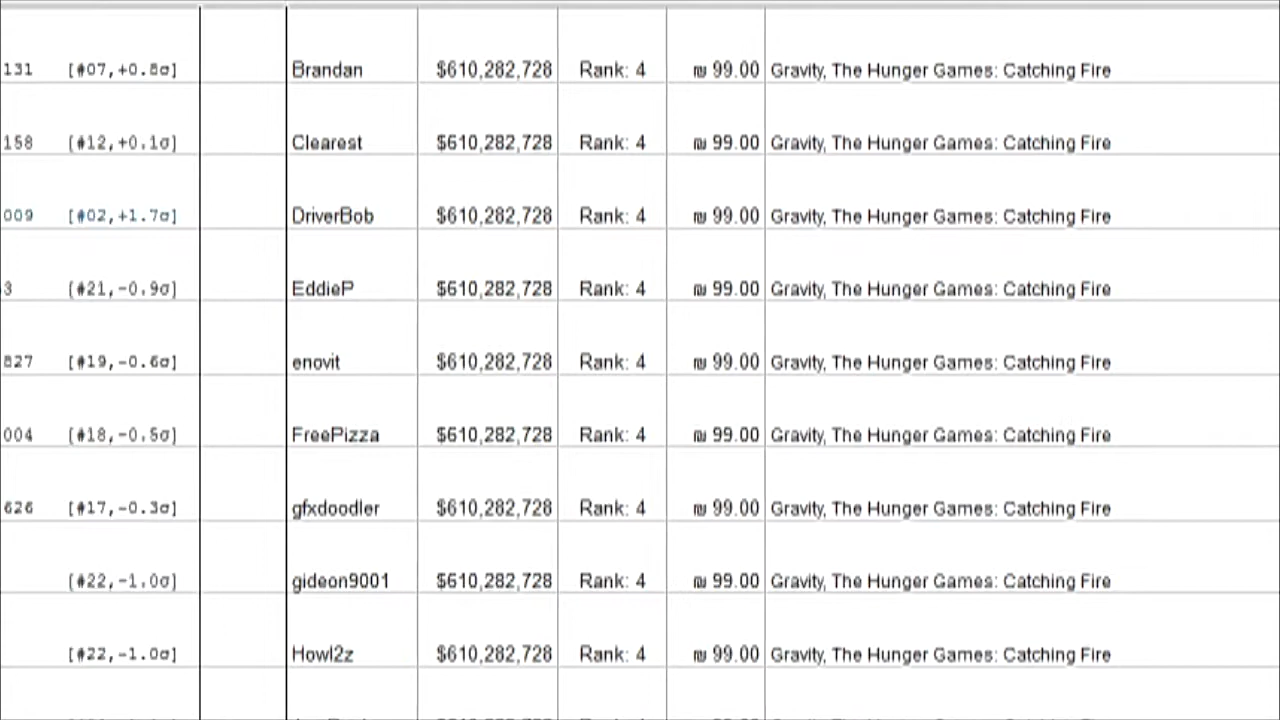 131 [#07,+0.8σ] Brandan $610,282,728 Rank: 4 ₪ 99.00 Gravity, The Hunger Games: Catching Fire
158 [#12,+0.1σ] Clearest $610,282,728 Rank: 4 ₪ 99.00 Gravity, The Hunger Games: Catching Fire
009 [#02,+1.7σ] DriverBob $610,282,728 Rank: 4 ₪ 99.00 Gravity, The Hunger Games: Catching Fire
3 [#21,-0.9σ] EddieP $610,282,728 Rank: 4 ₪ 99.00 Gravity, The Hunger Games: Catching Fire
827 [#19,-0.6σ] enovit $610,282,728 Rank: 4 ₪ 99.00 Gravity, The Hunger Games: Catching Fire
004 [#18,-0.5σ] FreePizza $610,282,728 Rank: 4 ₪ 99.00 Gravity, The Hunger Games: Catching Fire
626 [#17,-0.3σ] gfxdoodler $610,282,728 Rank: 4 ₪ 99.00 Gravity, The Hunger Games: Catching Fire
[#22,-1.0σ] gideon9001 $610,282,728 Rank: 4 ₪ 99.00 Gravity, The Hunger Games: Catching Fire
[#22,-1.0σ] Howl2z $610,282,728 Rank: 4 ₪ 99.00 Gravity, The Hunger Games: Catching Fire